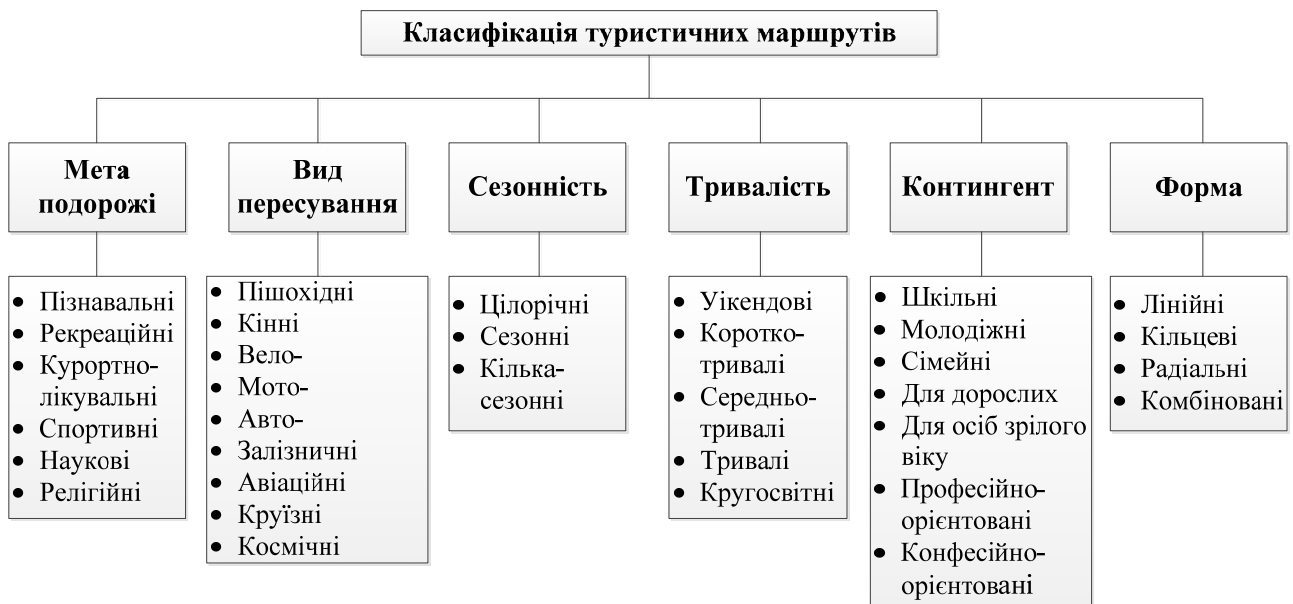 Класифікація туристичних маршрутів
Мета
подорожі
Вид
пересування
Сезонність
Тривалість
Контингент
Форма
• Пізнавальні
• Рекреаційні
• Курортно-
лікувальні
• Спортивні
• Наукові
• Релігійні
• Пішохідні
• Кінні
• Вело-
• Мото-
• Авто-
• Залізничні
• Авіаційні
• Круїзні
• Космічні
• Цілорічні
• Сезонні
• Кілька-
сезонні
• Уікендові
• Коротко-
тривалі
• Середньо-
тривалі
• Тривалі
• Кругосвітні
• Шкільні
• Молодіжні
• Сімейні
• Для дорослих
• Для осіб зрілого
віку
• Професійно-
орієнтовані
• Конфесійно-
орієнтовані
• Лінійні
• Кільцеві
• Радіальні
• Комбіновані